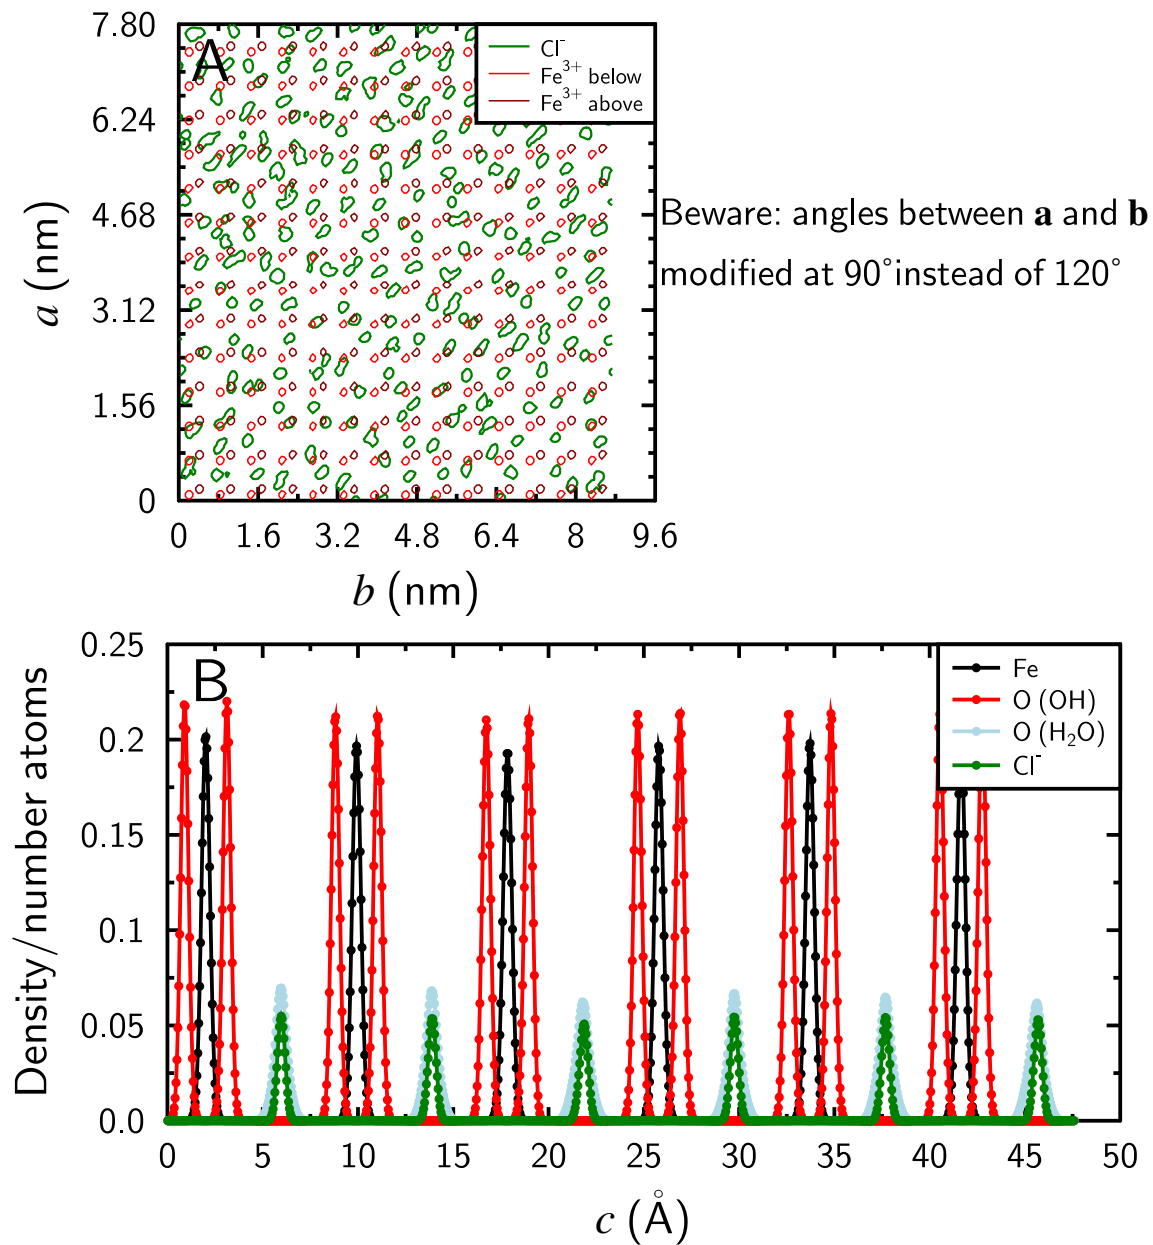 7.80
6.24
4.68
3.12
1.56
0
a (nm)
A
Cl⁻
Fe³⁺ below
Fe³⁺ above
0 1.6 3.2 4.8 6.4 8 9.6
b (nm)
Beware: angles between a and b
modified at 90°instead of 120°
0.25
0.2
0.15
0.1
0.05
0.0
Density/number atoms
B
Fe
O (OH)
O (H₂O)
Cl⁻
0 5 10 15 20 25 30 35 40 45 50
c (Å)